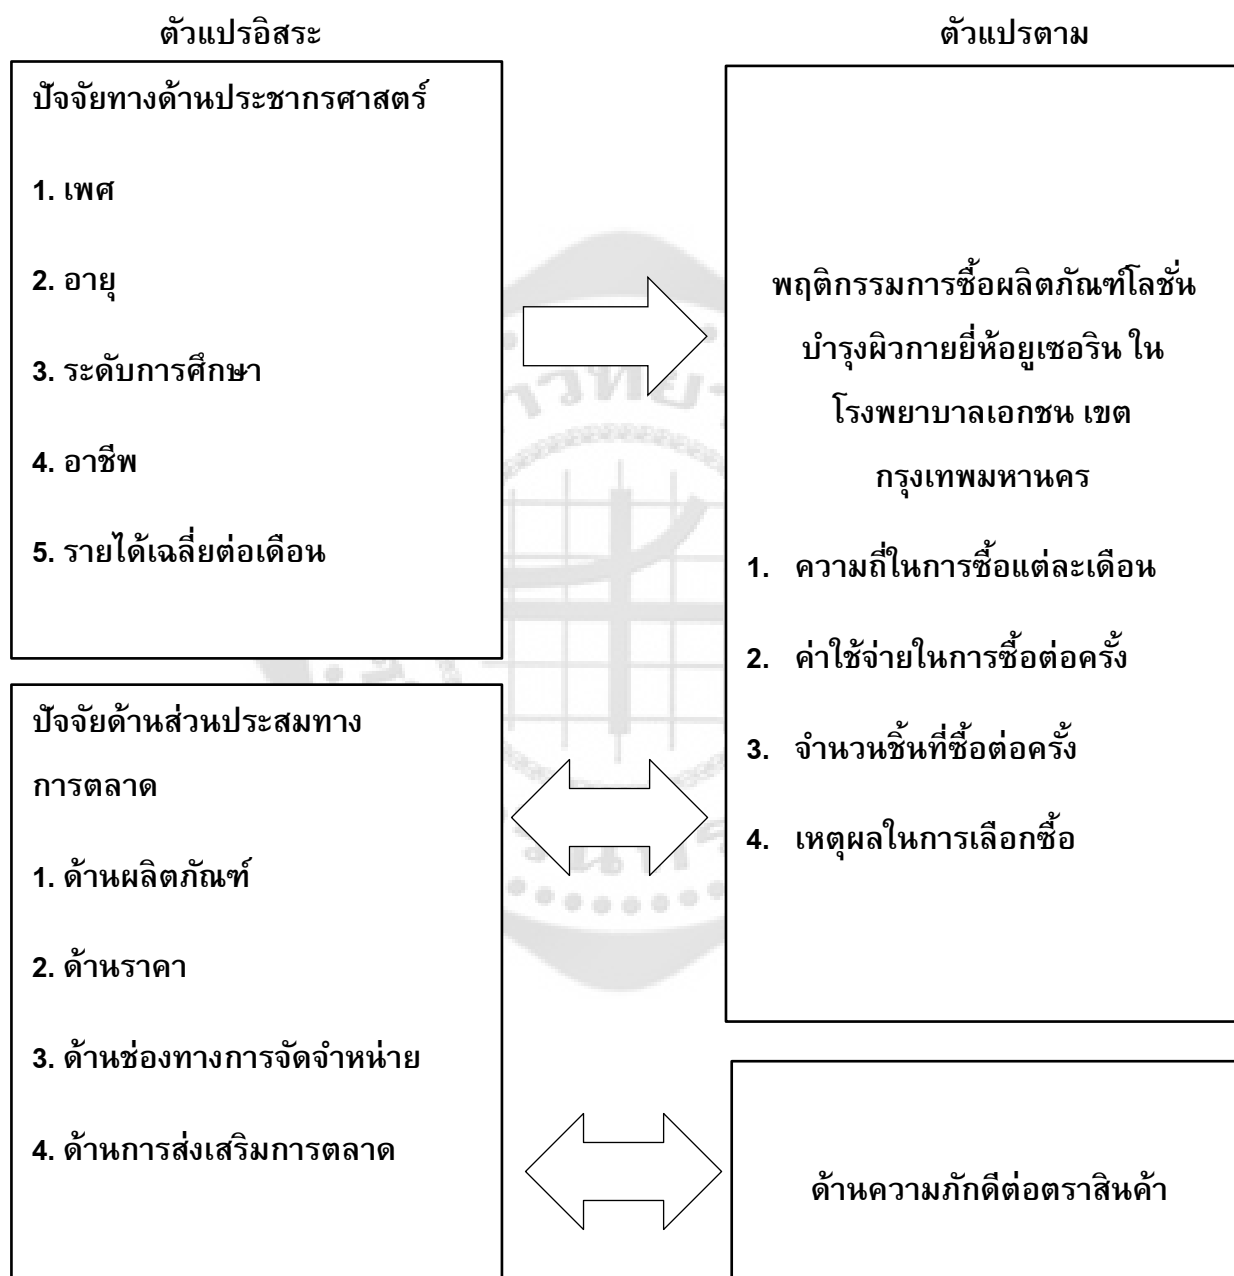 ตัวแปรอิสระ
ตัวแปรตาม
ปัจจัยทางด้านประชากรศาสตร์
1. เพศ
2. อายุ
3. ระดับการศึกษา
4. อาชีพ
5. รายได้เฉลี่ยต่อเดือน
ปัจจัยด้านส่วนประสมทาง
การตลาด
1. ด้านผลิตภัณฑ์
2. ด้านราคา
3. ด้านช่องทางการจัดจำหน่าย
4. ด้านการส่งเสริมการตลาด
พฤติกรรมการซื้อผลิตภัณฑ์โลชั่น
บำรุงผิวกายยี่ห้อยูเซอริน ใน
โรงพยาบาลเอกชน เขต
กรุงเทพมหานคร
1. ความถี่ในการซื้อแต่ละเดือน
2. ค่าใช้จ่ายในการซื้อต่อครั้ง
3. จำนวนชิ้นที่ซื้อต่อครั้ง
4. เหตุผลในการเลือกซื้อ
ด้านความภักดีต่อตราสินค้า